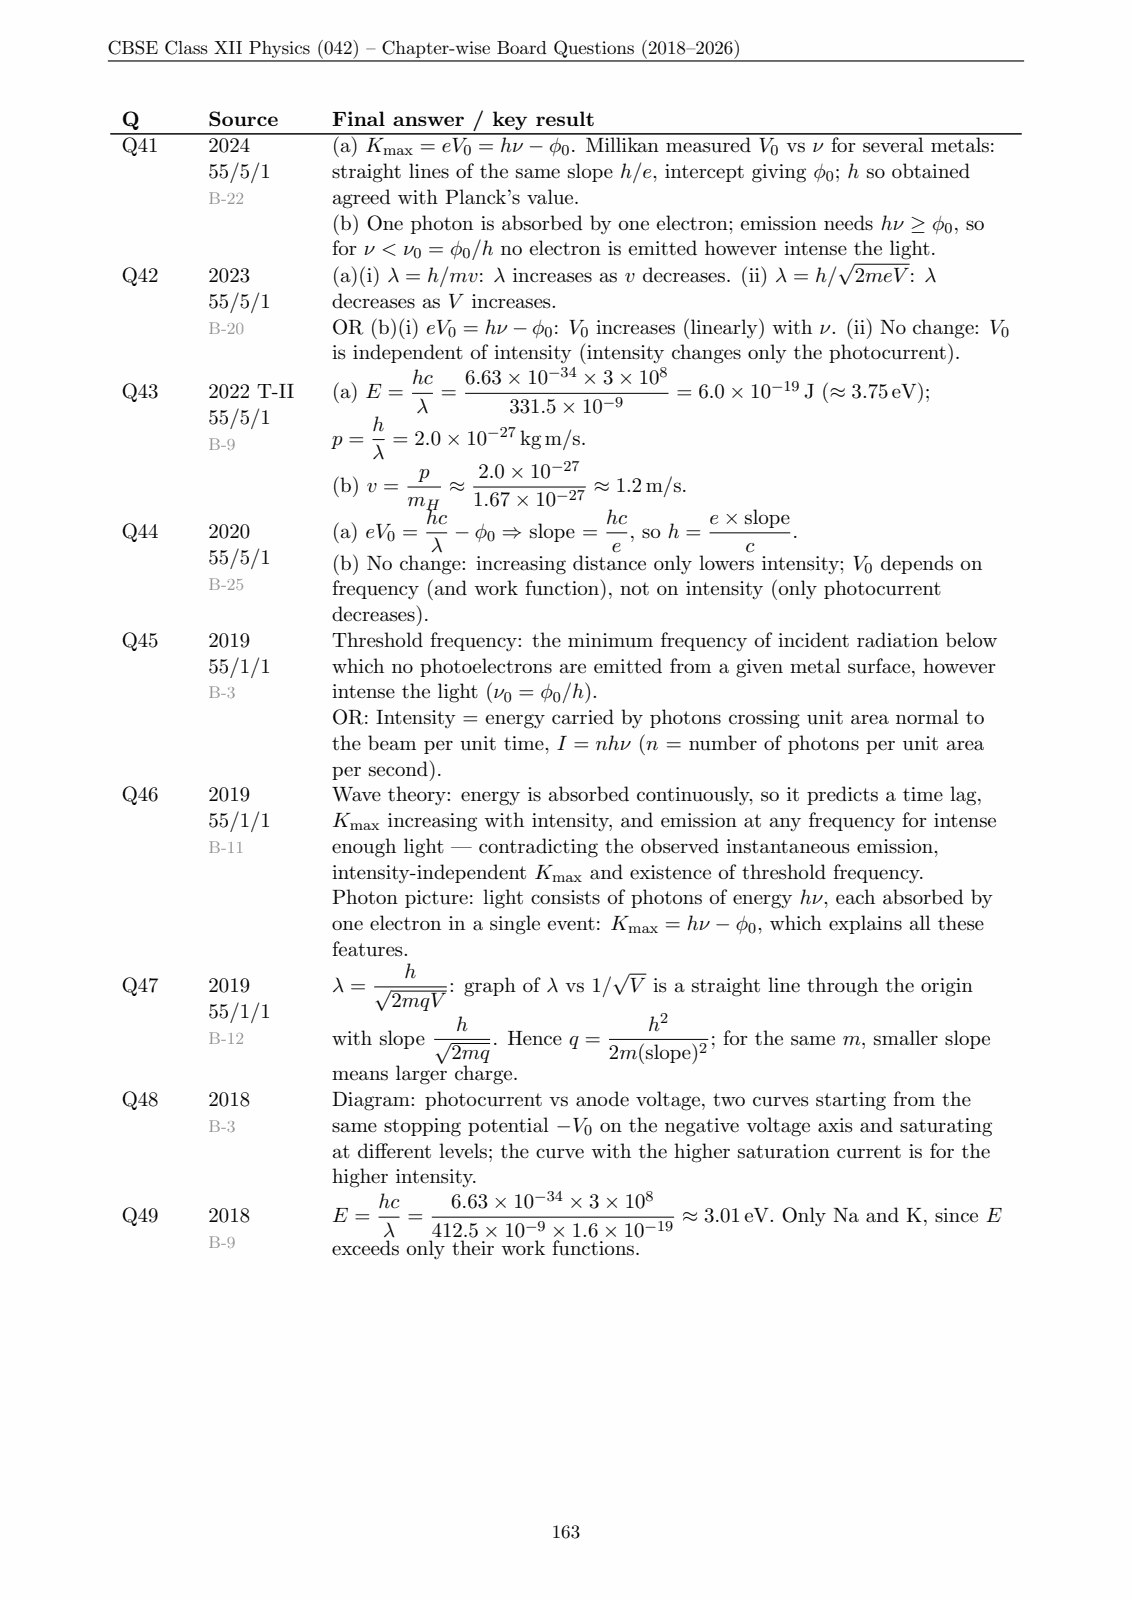 CBSE Class XII Physics (042) – Chapter-wise Board Questions (2018–2026)
Q Source Final answer / key result
Q41 2024 (a) K_max = eV_0 = hν − ϕ_0. Millikan measured V_0 vs ν for several metals:
55/5/1 straight lines of the same slope h/e, intercept giving ϕ_0; h so obtained
B-22 agreed with Planck's value.
(b) One photon is absorbed by one electron; emission needs hν ≥ ϕ_0, so
for ν < ν_0 = ϕ_0/h no electron is emitted however intense the light.
Q42 2023 (a)(i) λ = h/mv: λ increases as v decreases. (ii) λ = h/√(2meV): λ
55/5/1 decreases as V increases.
B-20 OR (b)(i) eV_0 = hν − ϕ_0: V_0 increases (linearly) with ν. (ii) No change: V_0
is independent of intensity (intensity changes only the photocurrent).
Q43 2022 T-II (a) E = hc/λ = (6.63 × 10^−34 × 3 × 10^8)/(331.5 × 10^−9) = 6.0 × 10^−19 J (≈ 3.75 eV);
55/5/1
B-9 p = h/λ = 2.0 × 10^−27 kg m/s.
(b) v = p/m_H ≈ (2.0 × 10^−27)/(1.67 × 10^−27) ≈ 1.2 m/s.
Q44 2020 (a) eV_0 = hc/λ − ϕ_0 ⇒ slope = hc/e, so h = (e × slope)/c.
55/5/1 (b) No change: increasing distance only lowers intensity; V_0 depends on
B-25 frequency (and work function), not on intensity (only photocurrent
decreases).
Q45 2019 Threshold frequency: the minimum frequency of incident radiation below
55/1/1 which no photoelectrons are emitted from a given metal surface, however
B-3 intense the light (ν_0 = ϕ_0/h).
OR: Intensity = energy carried by photons crossing unit area normal to
the beam per unit time, I = nhν (n = number of photons per unit area
per second).
Q46 2019 Wave theory: energy is absorbed continuously, so it predicts a time lag,
55/1/1 K_max increasing with intensity, and emission at any frequency for intense
B-11 enough light — contradicting the observed instantaneous emission,
intensity-independent K_max and existence of threshold frequency.
Photon picture: light consists of photons of energy hν, each absorbed by
one electron in a single event: K_max = hν − ϕ_0, which explains all these
features.
Q47 2019 λ = h/√(2mqV): graph of λ vs 1/√V is a straight line through the origin
55/1/1
B-12 with slope h/√(2mq). Hence q = h^2/(2m(slope)^2); for the same m, smaller slope
means larger charge.
Q48 2018 Diagram: photocurrent vs anode voltage, two curves starting from the
B-3 same stopping potential −V_0 on the negative voltage axis and saturating
at different levels; the curve with the higher saturation current is for the
higher intensity.
Q49 2018 E = hc/λ = (6.63 × 10^−34 × 3 × 10^8)/(412.5 × 10^−9 × 1.6 × 10^−19) ≈ 3.01 eV. Only Na and K, since E
B-9 exceeds only their work functions.
163